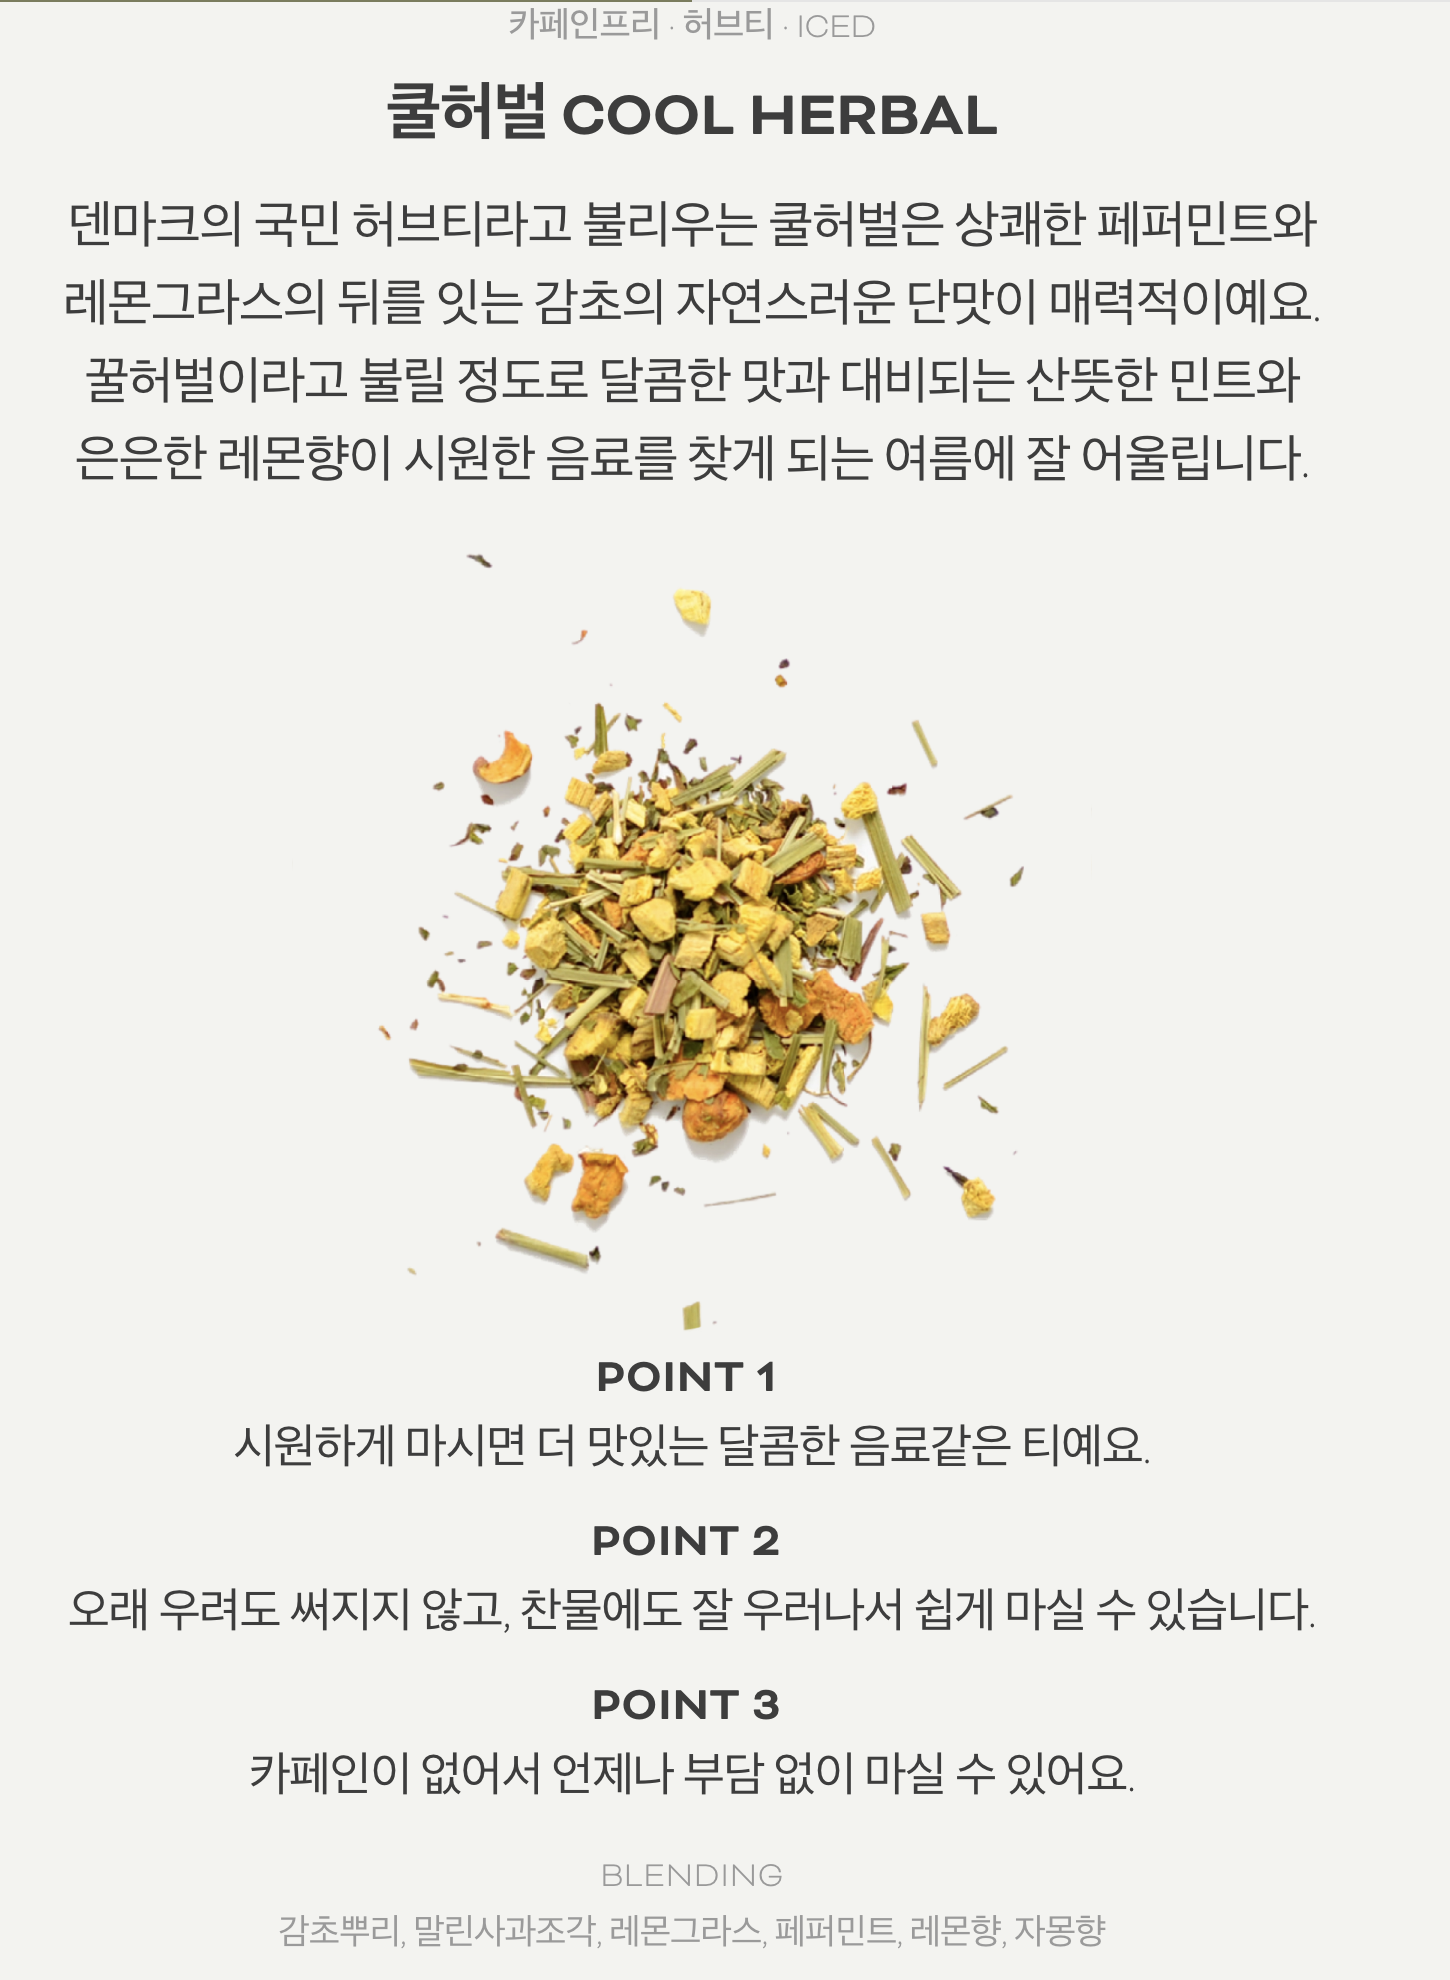 카페인프리 · 허브티 · ICED
쿨허벌 COOL HERBAL
덴마크의 국민 허브티라고 불리우는 쿨허벌은 상쾌한 페퍼민트와
레몬그라스의 뒤를 잇는 감초의 자연스러운 단맛이 매력적이예요.
꿀허벌이라고 불릴 정도로 달콤한 맛과 대비되는 산뜻한 민트와
은은한 레몬향이 시원한 음료를 찾게 되는 여름에 잘 어울립니다.
POINT 1
시원하게 마시면 더 맛있는 달콤한 음료같은 티예요.
POINT 2
오래 우려도 써지지 않고, 찬물에도 잘 우러나서 쉽게 마실 수 있습니다.
POINT 3
카페인이 없어서 언제나 부담 없이 마실 수 있어요.
BLENDING
감초뿌리, 말린사과조각, 레몬그라스, 페퍼민트, 레몬향, 자몽향